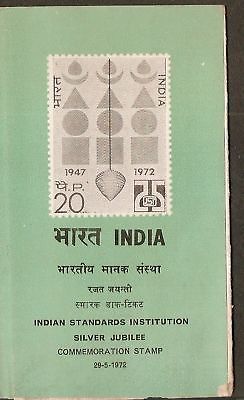 भारत INDIA
1947 1972
पै.P.
20
भारत INDIA
भारतीय मानक संस्था
रजत जयन्ती
स्मारक डाक-टिकट
INDIAN STANDARDS INSTITUTION
SILVER JUBILEE
COMMEMORATION STAMP
29-5-1972